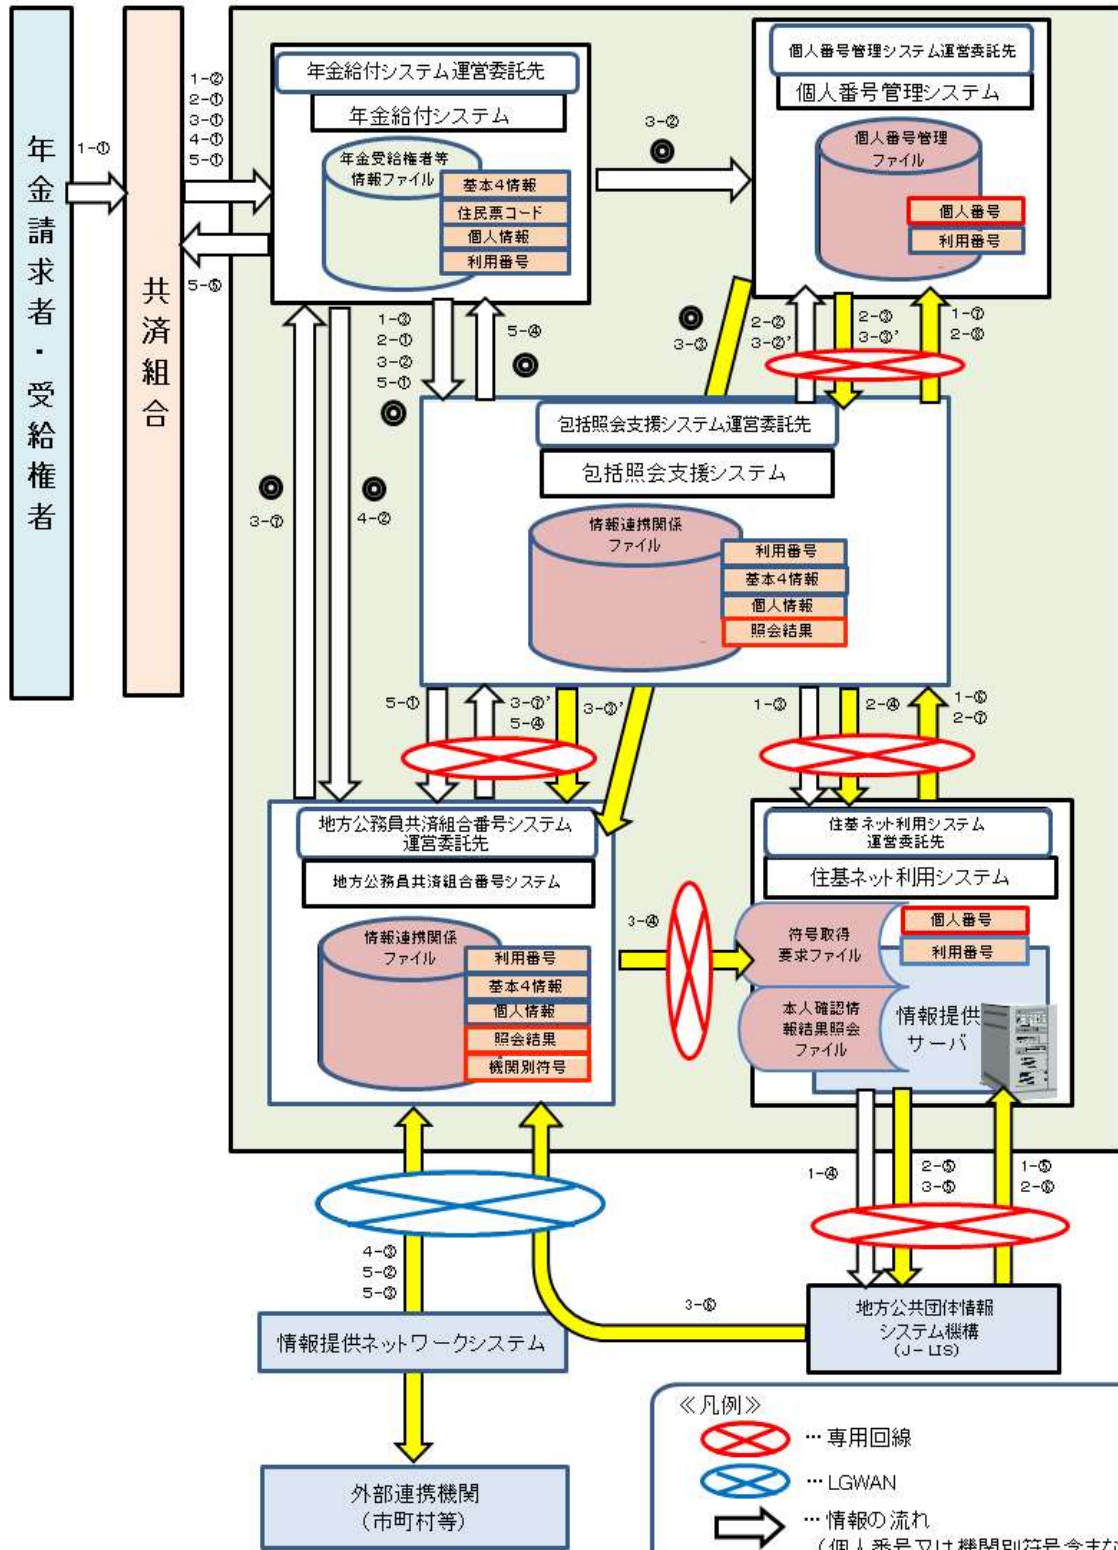 年金請求者・受給権者
1-①
共済組合
1-②
2-①
3-①
4-①
5-①
5-⑤
年金給付システム運営委託先
年金給付システム
年金受給権者等
情報ファイル
基本4情報
住民票コード
個人情報
利用番号
3-②
個人番号管理システム運営委託先
個人番号管理システム
個人番号管理
ファイル
個人番号
利用番号
1-③
2-①
3-②
5-①
5-④
3-③
2-②
3-②'
2-③
3-③'
1-⑦
2-⑧
3-⑦
4-②
包括照会支援システム運営委託先
包括照会支援システム
情報連携関係
ファイル
利用番号
基本4情報
個人情報
照会結果
5-①
3-⑦'
5-④
3-③'
1-③
2-④
1-⑥
2-⑦
地方公務員共済組合番号システム
運営委託先
地方公務員共済組合番号システム
情報連携関係
ファイル
利用番号
基本4情報
個人情報
照会結果
機関別符号
3-④
住基ネット利用システム
運営委託先
住基ネット利用システム
符号取得
要求ファイル
個人番号
利用番号
本人確認情
報結果照会
ファイル
情報提供
サーバ
1-④
2-⑤
3-⑤
1-⑤
2-⑥
4-③
5-②
5-③
3-⑥
情報提供ネットワークシステム
地方公共団体情報
システム機構
(J-LIS)
外部連携機関
(市町村等)
≪凡例≫
…専用回線
…LGWAN
…情報の流れ